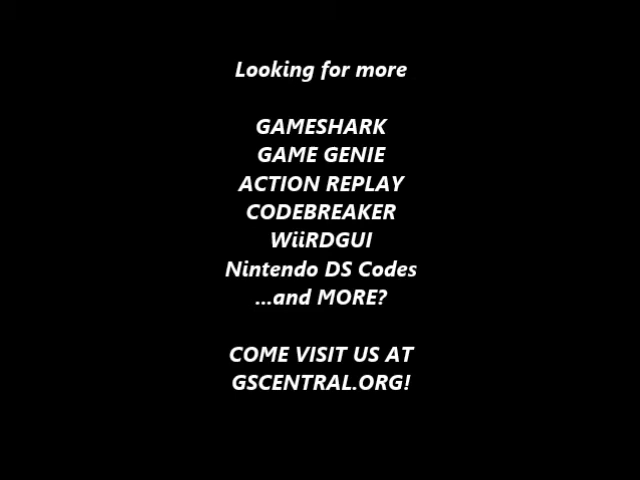 Looking for more
GAMESHARK
GAME GENIE
ACTION REPLAY
CODEBREAKER
WiiRDGUI
Nintendo DS Codes
...and MORE?
COME VISIT US AT
GSCENTRAL.ORG!